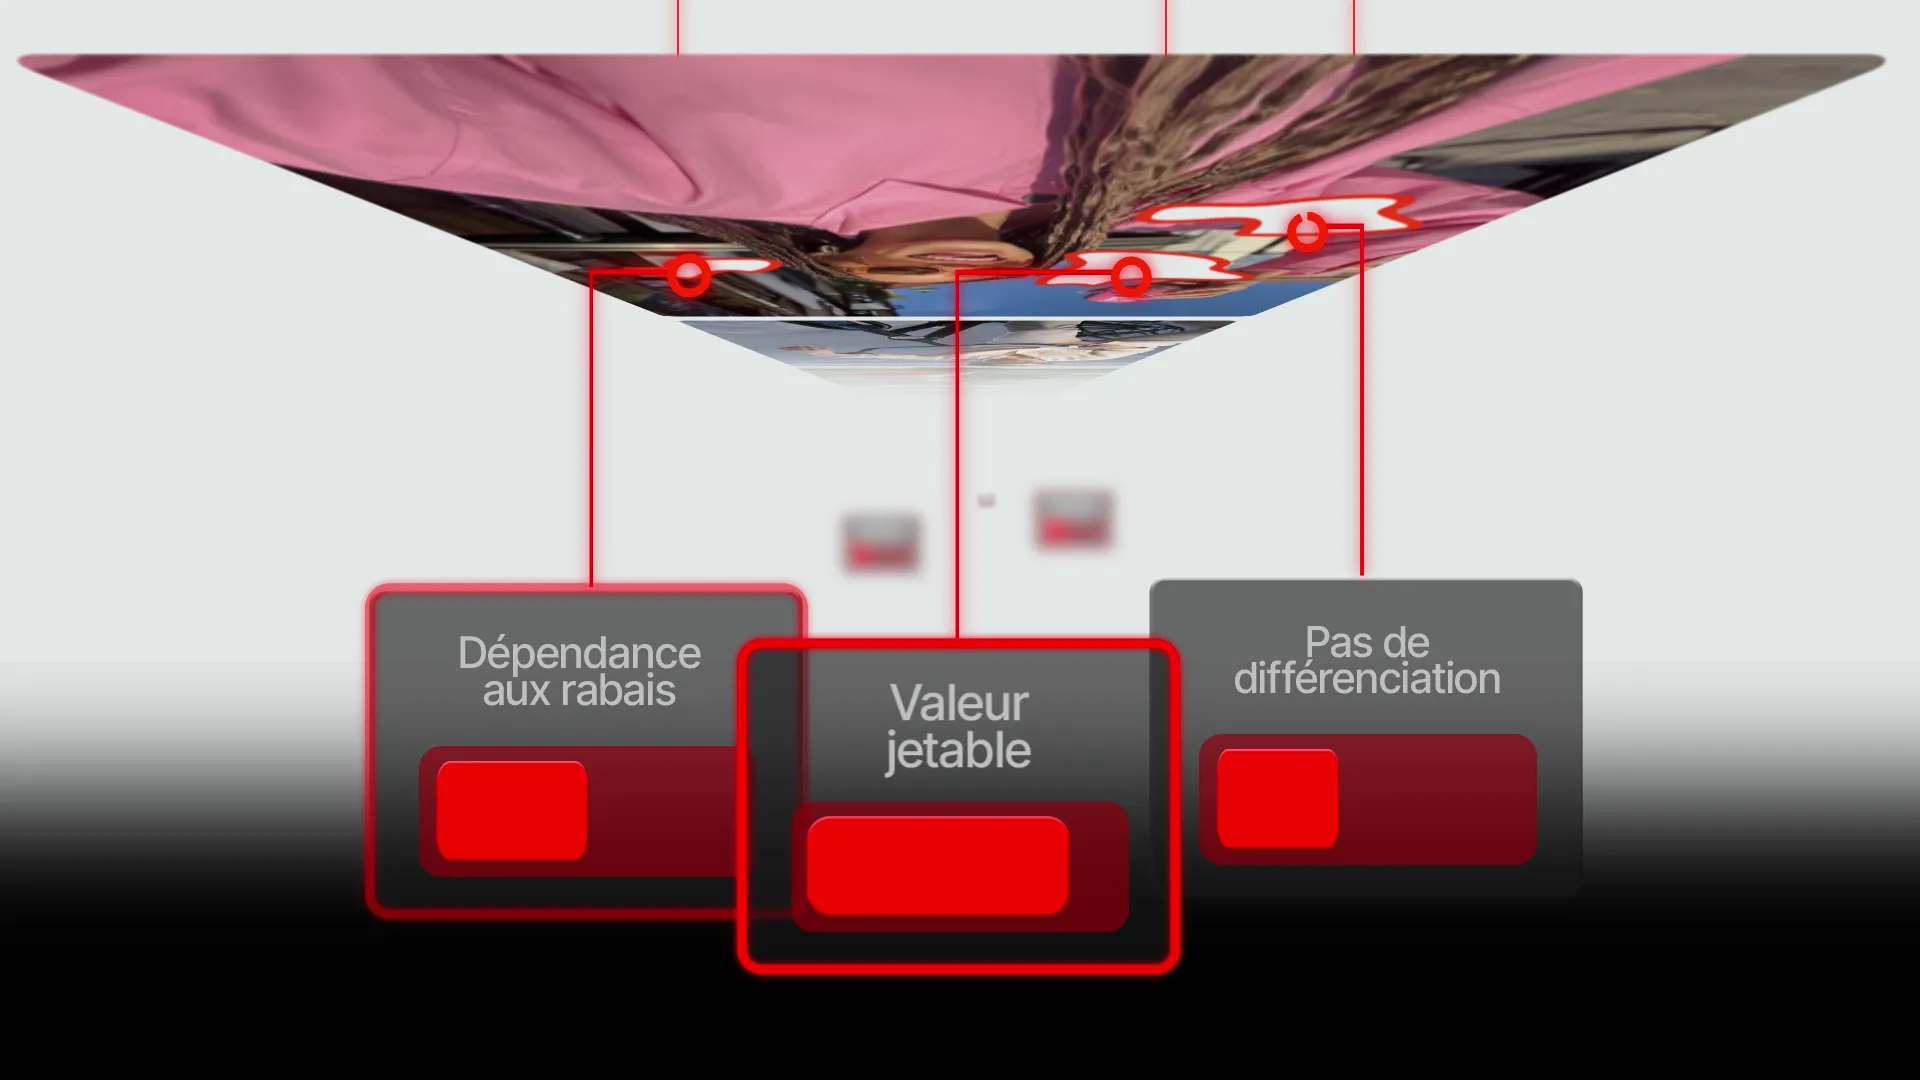 Dépendance
aux rabais
Valeur
jetable
Pas de
différenciation